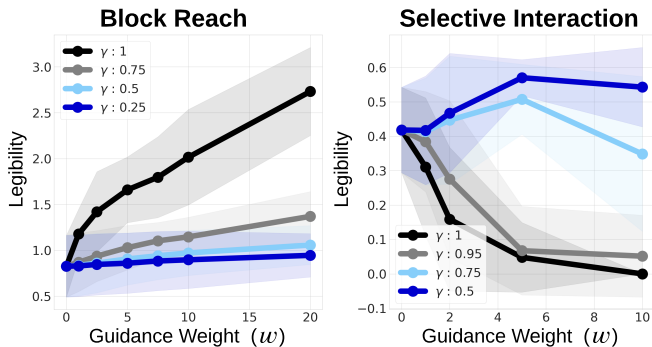 Block Reach
Legibility
3.0
2.5
2.0
1.5
1.0
0.5
γ : 1
γ : 0.75
γ : 0.5
γ : 0.25
0
5
10
15
20
Guidance Weight (w)
Selective Interaction
Legibility
0.6
0.5
0.4
0.3
0.2
0.1
0.0
−0.1
γ : 1
γ : 0.95
γ : 0.75
γ : 0.5
0
2
4
6
8
10
Guidance Weight (w)